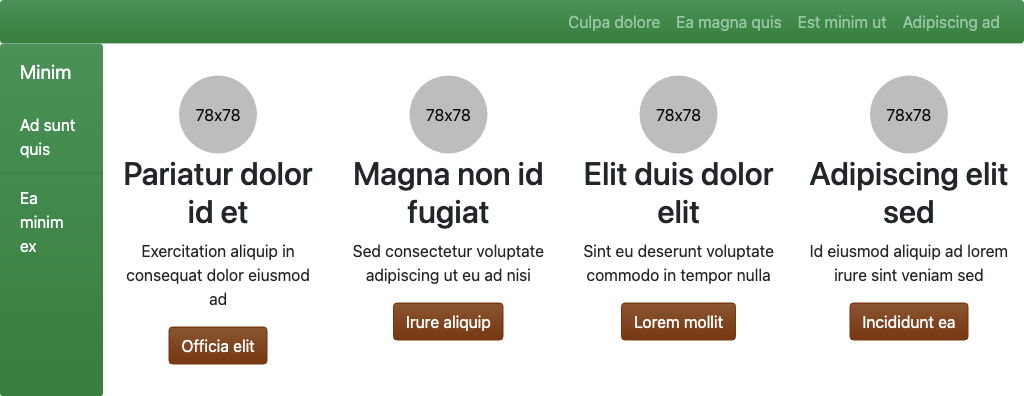 Culpa dolore Ea magna quis Est minim ut Adipiscing ad
Minim
Ad sunt
quis
Ea
minim
ex
78x78
Pariatur dolor
id et
Exercitation aliquip in
consequat dolor eiusmod
ad
Officia elit
78x78
Magna non id
fugiat
Sed consectetur voluptate
adipiscing ut eu ad nisi
Irure aliquip
78x78
Elit duis dolor
elit
Sint eu deserunt voluptate
commodo in tempor nulla
Lorem mollit
78x78
Adipiscing elit
sed
Id eiusmod aliquip ad lorem
irure sint veniam sed
Incididunt ea